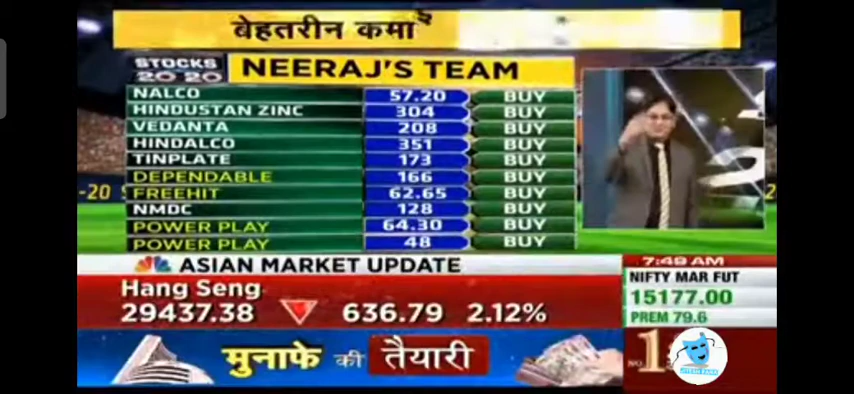 बेहतरीन कमाई
STOCKS
20 20
NEERAJ'S TEAM
NALCO 57.20 BUY
HINDUSTAN ZINC 304 BUY
VEDANTA 208 BUY
HINDALCO 351 BUY
TINPLATE 173 BUY
DEPENDABLE 166 BUY
FREEHIT 62.65 BUY
NMDC 128 BUY
POWER PLAY 64.30 BUY
POWER PLAY 48 BUY
-20
ASIAN MARKET UPDATE
7:49 AM
Hang Seng
29437.38 636.79 2.12%
NIFTY MAR FUT
15177.00
PREM 79.6
मुनाफे की तैयारी
NO 1